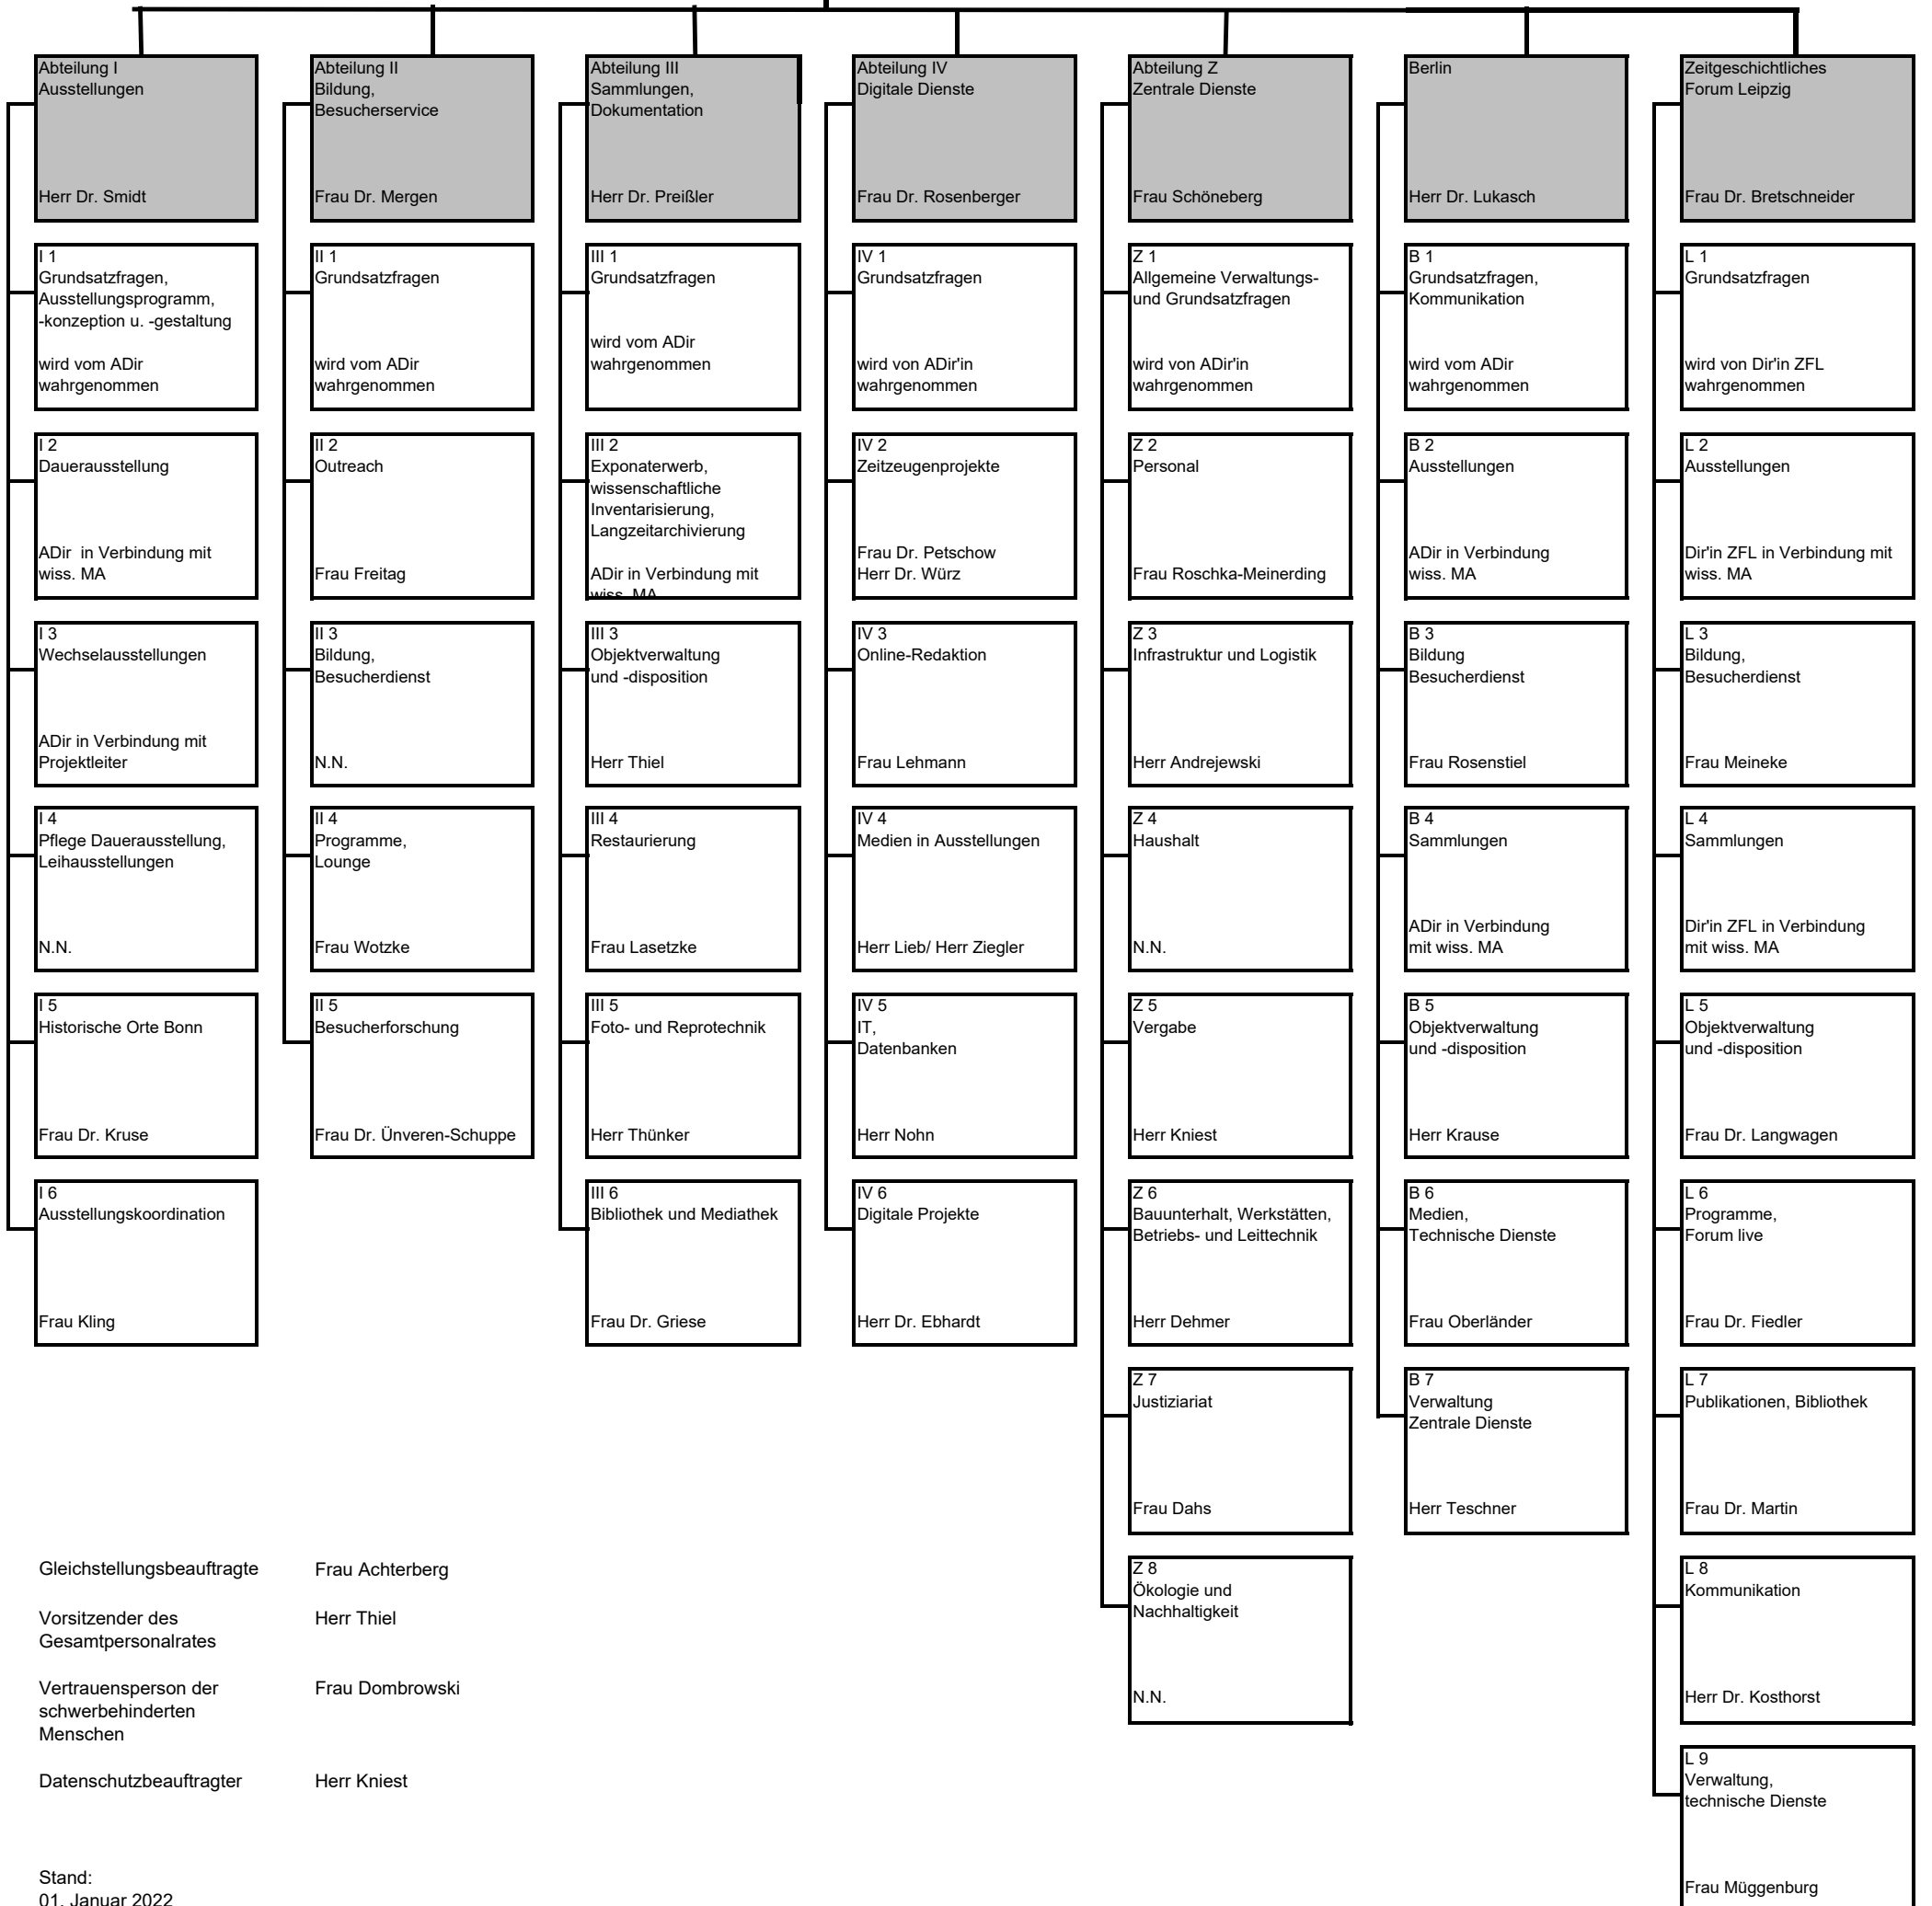 Abteilung I
Ausstellungen
Herr Dr. Smidt
I 1
Grundsatzfragen,
Ausstellungsprogramm,
-konzeption u. -gestaltung
wird vom ADir
wahrgenommen
I 2
Dauerausstellung
ADir  in Verbindung mit
wiss. MA
I 3
Wechselausstellungen
ADir in Verbindung mit
Projektleiter
I 4
Pflege Dauerausstellung,
Leihausstellungen
N.N.
I 5
Historische Orte Bonn
Frau Dr. Kruse
I 6
Ausstellungskoordination
Frau Kling
Abteilung II
Bildung,
Besucherservice
Frau Dr. Mergen
II 1
Grundsatzfragen
wird vom ADir
wahrgenommen
II 2
Outreach
Frau Freitag
II 3
Bildung,
Besucherdienst
N.N.
II 4
Programme,
Lounge
Frau Wotzke
II 5
Besucherforschung
Frau Dr. Ünveren-Schuppe
Abteilung III
Sammlungen,
Dokumentation
Herr Dr. Preißler
III 1
Grundsatzfragen
wird vom ADir
wahrgenommen
III 2
Exponaterwerb,
wissenschaftliche
Inventarisierung,
Langzeitarchivierung
ADir in Verbindung mit
wiss. MA
III 3
Objektverwaltung
und -disposition
Herr Thiel
III 4
Restaurierung
Frau Lasetzke
III 5
Foto- und Reprotechnik
Herr Thünker
III 6
Bibliothek und Mediathek
Frau Dr. Griese
Abteilung IV
Digitale Dienste
Frau Dr. Rosenberger
IV 1
Grundsatzfragen
wird von ADir'in
wahrgenommen
IV 2
Zeitzeugenprojekte
Frau Dr. Petschow
Herr Dr. Würz
IV 3
Online-Redaktion
Frau Lehmann
IV 4
Medien in Ausstellungen
Herr Lieb/ Herr Ziegler
IV 5
IT,
Datenbanken
Herr Nohn
IV 6
Digitale Projekte
Herr Dr. Ebhardt
Abteilung Z
Zentrale Dienste
Frau Schöneberg
Z 1
Allgemeine Verwaltungs-
und Grundsatzfragen
wird von ADir'in
wahrgenommen
Z 2
Personal
Frau Roschka-Meinerding
Z 3
Infrastruktur und Logistik
Herr Andrejewski
Z 4
Haushalt
N.N.
Z 5
Vergabe
Herr Kniest
Z 6
Bauunterhalt, Werkstätten,
Betriebs- und Leittechnik
Herr Dehmer
Z 7
Justiziariat
Frau Dahs
Z 8
Ökologie und
Nachhaltigkeit
N.N.
Berlin
Herr Dr. Lukasch
B 1
Grundsatzfragen,
Kommunikation
wird vom ADir
wahrgenommen
B 2
Ausstellungen
ADir in Verbindung
wiss. MA
B 3
Bildung
Besucherdienst
Frau Rosenstiel
B 4
Sammlungen
ADir in Verbindung
mit wiss. MA
B 5
Objektverwaltung
und -disposition
Herr Krause
B 6
Medien,
Technische Dienste
Frau Oberländer
B 7
Verwaltung
Zentrale Dienste
Herr Teschner
Zeitgeschichtliches
Forum Leipzig
Frau Dr. Bretschneider
L 1
Grundsatzfragen
wird von Dir'in ZFL
wahrgenommen
L 2
Ausstellungen
Dir'in ZFL in Verbindung mit
wiss. MA
L 3
Bildung,
Besucherdienst
Frau Meineke
L 4
Sammlungen
Dir'in ZFL in Verbindung
mit wiss. MA
L 5
Objektverwaltung
und -disposition
Frau Dr. Langwagen
L 6
Programme,
Forum live
Frau Dr. Fiedler
L 7
Publikationen, Bibliothek
Frau Dr. Martin
L 8
Kommunikation
Herr Dr. Kosthorst
L 9
Verwaltung,
technische Dienste
Frau Müggenburg
Gleichstellungsbeauftragte Frau Achterberg
Vorsitzender des Herr Thiel
Gesamtpersonalrates
Vertrauensperson der Frau Dombrowski
schwerbehinderten
Menschen
Datenschutzbeauftragter Herr Kniest
Stand:
01. Januar 2022